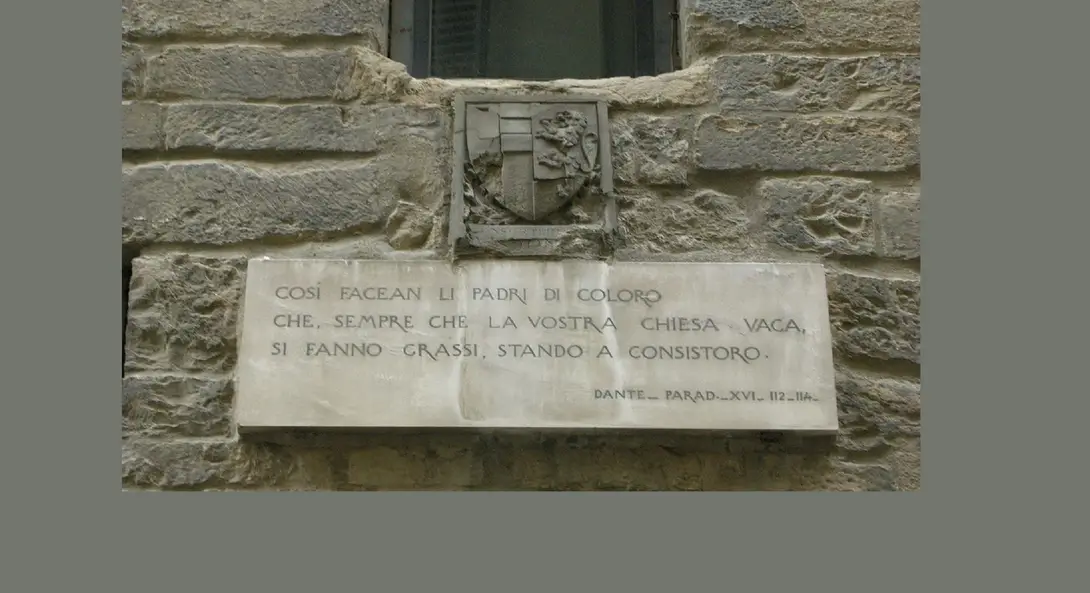 COSÌ FACEAN LI PADRI DI COLORO
CHE, SEMPRE CHE LA VOSTRA CHIESA VACA,
SI FANNO GRASSI, STANDO A CONSISTORO.
DANTE_ PARAD._XVI_ 112_114_